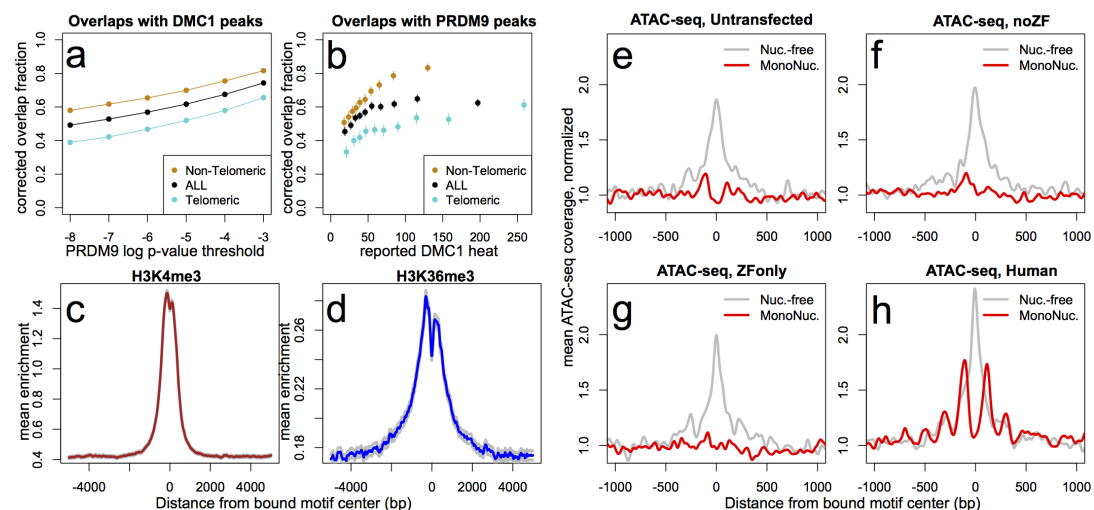 Overlaps with DMC1 peaks
a
corrected overlap fraction
0.0 0.2 0.4 0.6 0.8 1.0
Non-Telomeric
ALL
Telomeric
-8 -7 -6 -5 -4 -3
PRDM9 log p-value threshold
Overlaps with PRDM9 peaks
b
corrected overlap fraction
0.0 0.2 0.4 0.6 0.8 1.0
Non-Telomeric
ALL
Telomeric
0 50 100 150 200 250
reported DMC1 heat
H3K4me3
c
mean enrichment
0.4 0.6 0.8 1.0 1.2 1.4
-4000 0 2000 4000
H3K36me3
d
mean enrichment
0.18 0.22 0.26
-4000 0 2000 4000
Distance from bound motif center (bp)
mean ATAC-seq coverage, normalized
ATAC-seq, Untransfected
e
Nuc.-free
MonoNuc.
1.0 1.5 2.0
-1000 -500 0 500 1000
ATAC-seq, noZF
f
Nuc.-free
MonoNuc.
1.0 1.5 2.0
-1000 -500 0 500 1000
ATAC-seq, ZFonly
g
Nuc.-free
MonoNuc.
1.0 1.5 2.0
-1000 -500 0 500 1000
ATAC-seq, Human
h
Nuc.-free
MonoNuc.
1.0 1.5 2.0
-1000 -500 0 500 1000
Distance from bound motif center (bp)